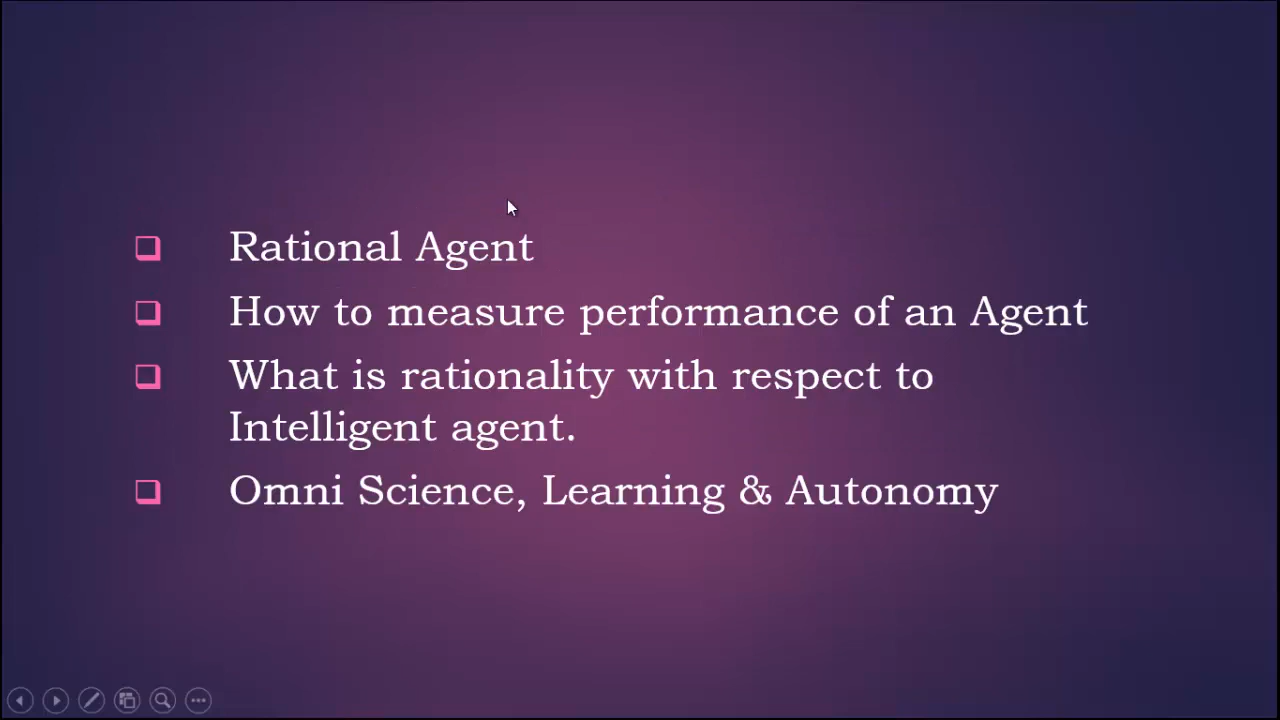 Rational Agent
How to measure performance of an Agent
What is rationality with respect to
Intelligent agent.
Omni Science, Learning & Autonomy